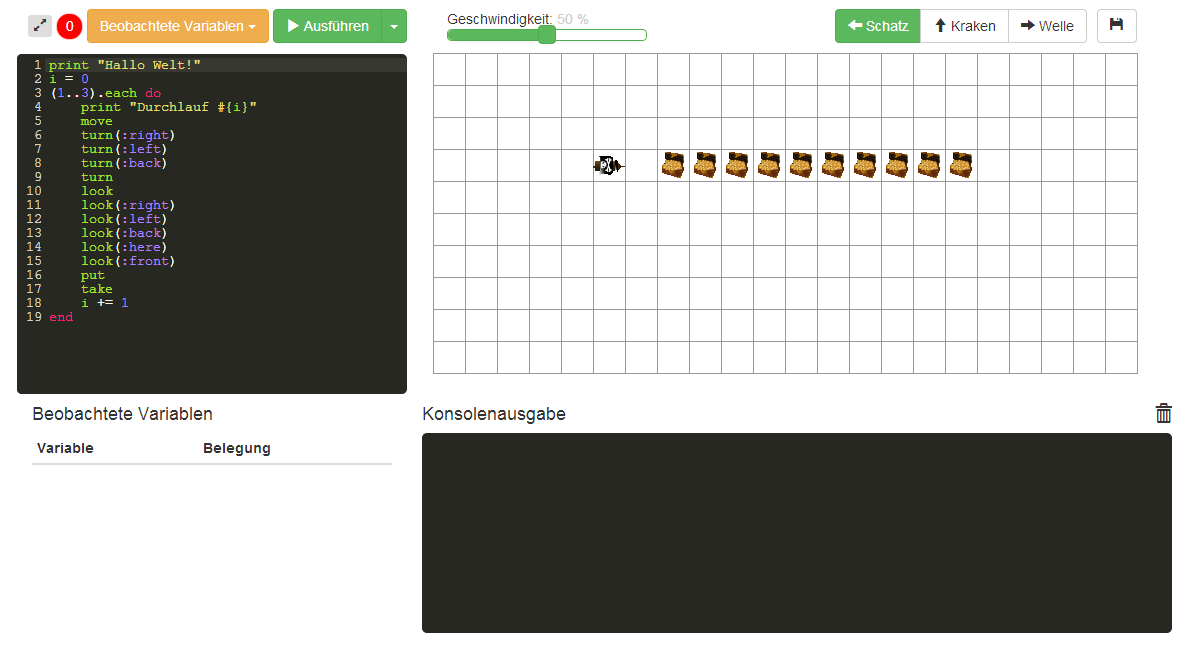 0 Beobachtete Variablen Ausführen
Geschwindigkeit: 50 %
Schatz Kraken Welle
1 print "Hallo Welt!"
2 i = 0
3 (1..3).each do
4     print "Durchlauf #{i}"
5     move
6     turn(:right)
7     turn(:left)
8     turn(:back)
9     turn
10     look
11     look(:right)
12     look(:left)
13     look(:back)
14     look(:here)
15     look(:front)
16     put
17     take
18     i += 1
19 end
Beobachtete Variablen
Variable Belegung
Konsolenausgabe